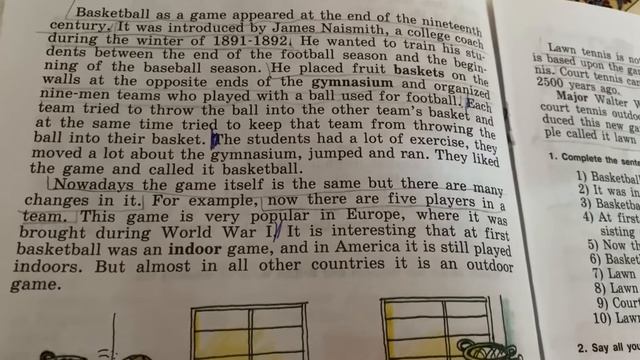 Basketball as a game appeared at the end of the nineteenth
century. It was introduced by James Naismith, a college coach
during the winter of 1891-1892. He wanted to train his stu-
dents between the end of the football season and the begin-
ning of the baseball season. He placed fruit baskets on the
walls at the opposite ends of the gymnasium and organized
nine-men teams who played with a ball used for football. Each
team tried to throw the ball into the other team's basket and
at the same time tried to keep that team from throwing the
ball into their basket. The students had a lot of exercise, they
moved a lot about the gymnasium, jumped and ran. They liked
the game and called it basketball.
Nowadays the game itself is the same but there are many
changes in it. For example, now there are five players in a
team. This game is very popular in Europe, where it was
brought during World War I. It is interesting that at first
basketball was an indoor game, and in America it is still played
indoors. But almost in all other countries it is an outdoor
game.
Lawn tennis is not
is based upon the ga
nis. Court tennis can
2500 years ago.
Major Walter
court tennis outdo
duced this new g
ple called it lawn
1. Complete the sent
1) Basketbal
2) It was in
3) Basketba
4) At first
sisting
5) Now th
6) Basket
7) Lawn
8) Lawn
9) Court
10) Lawn
2. Say all you